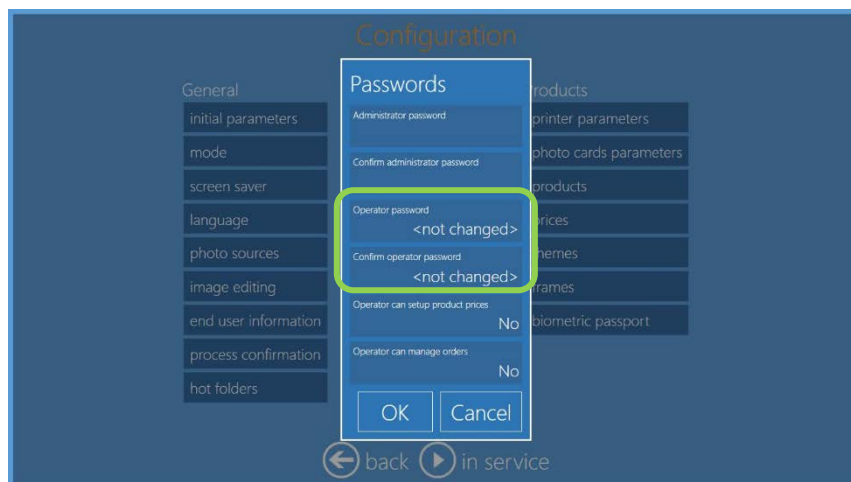 Configuration
General
initial parameters
mode
screen saver
language
photo sources
image editing
end user information
process confirmation
hot folders
Passwords
Administrator password
Confirm administrator password
Operator password
<not changed>
Confirm operator password
<not changed>
Operator can setup product prices
No
Operator can manage orders
No
OK Cancel
roducts
printer parameters
photo cards parameters
products
prices
hemes
frames
biometric passport
back in service